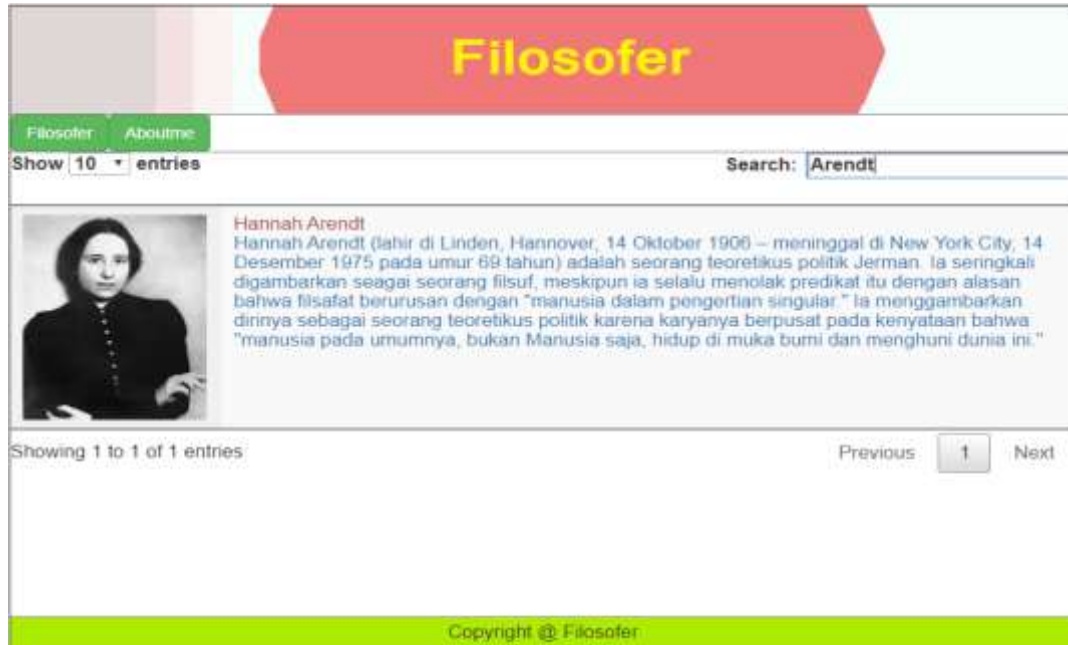 Filosofer
Filosofer Aboutme
Show 10 entries Search: Arendt
Hannah Arendt
Hannah Arendt (lahir di Linden, Hannover, 14 Oktober 1906 – meninggal di New York City, 14
Desember 1975 pada umur 69 tahun) adalah seorang teoretikus politik Jerman. Ia seringkali
digambarkan seagai seorang filsuf, meskipun ia selalu menolak predikat itu dengan alasan
bahwa filsafat berurusan dengan "manusia dalam pengertian singular." Ia menggambarkan
dirinya sebagai seorang teoretikus politik karena karyanya berpusat pada kenyataan bahwa
"manusia pada umumnya, bukan Manusia saja, hidup di muka bumi dan menghuni dunia ini."
Showing 1 to 1 of 1 entries Previous 1 Next
Copyright @ Filosofer